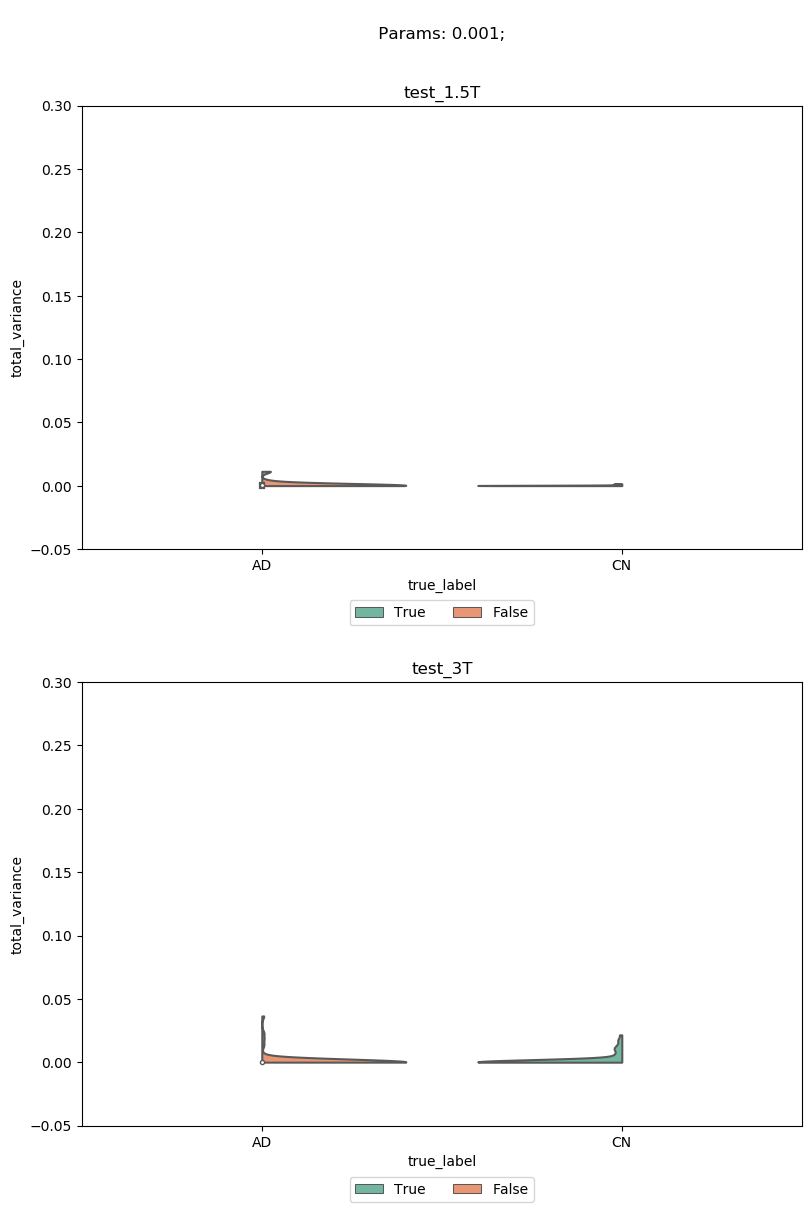 Params: 0.001;
test_1.5T
0.30
0.25
0.20
0.15
0.10
0.05
0.00
−0.05
total_variance
AD CN
true_label
True False
test_3T
0.30
0.25
0.20
0.15
0.10
0.05
0.00
−0.05
total_variance
AD CN
true_label
True False